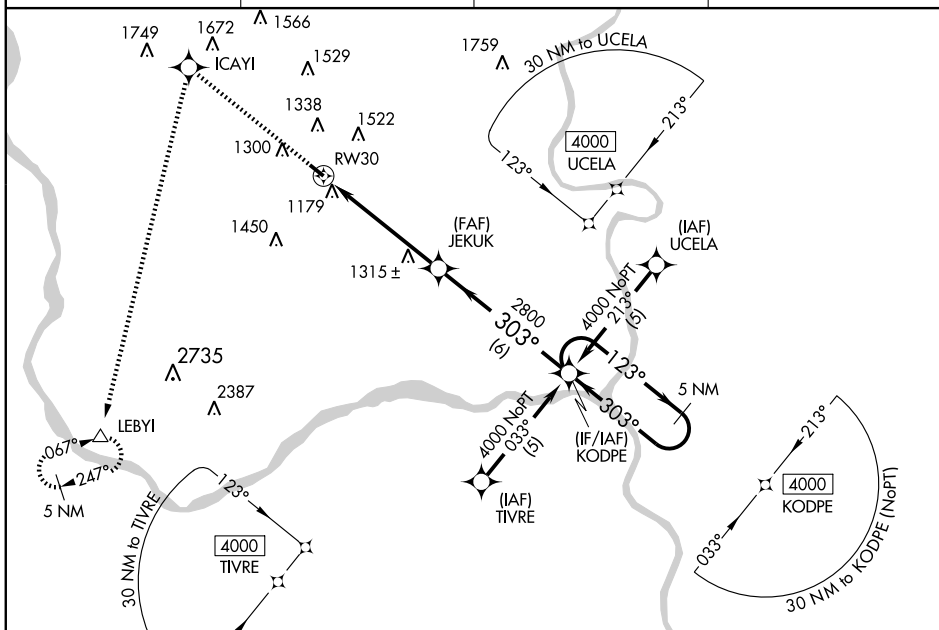 1566
1749
1672
ICAYI
1529
1759
30 NM to UCELA
1338
1522
213°
1300
RW30
4000
UCELA
123°
1179
1450
(FAF)
JEKUK
(IAF)
UCELA
1315 ±
4000 NoPT
213°
(5)
2800
303°
(6)
2735
123°
5 NM
2387
303°
LEBYI
067°
247°
5 NM
4000 NoPT
033°
(5)
(IF/IAF)
KODPE
213°
(IAF)
TIVRE
123°
4000
KODPE
30 NM to TIVRE
4000
TIVRE
033°
30 NM to KODPE (NoPT)